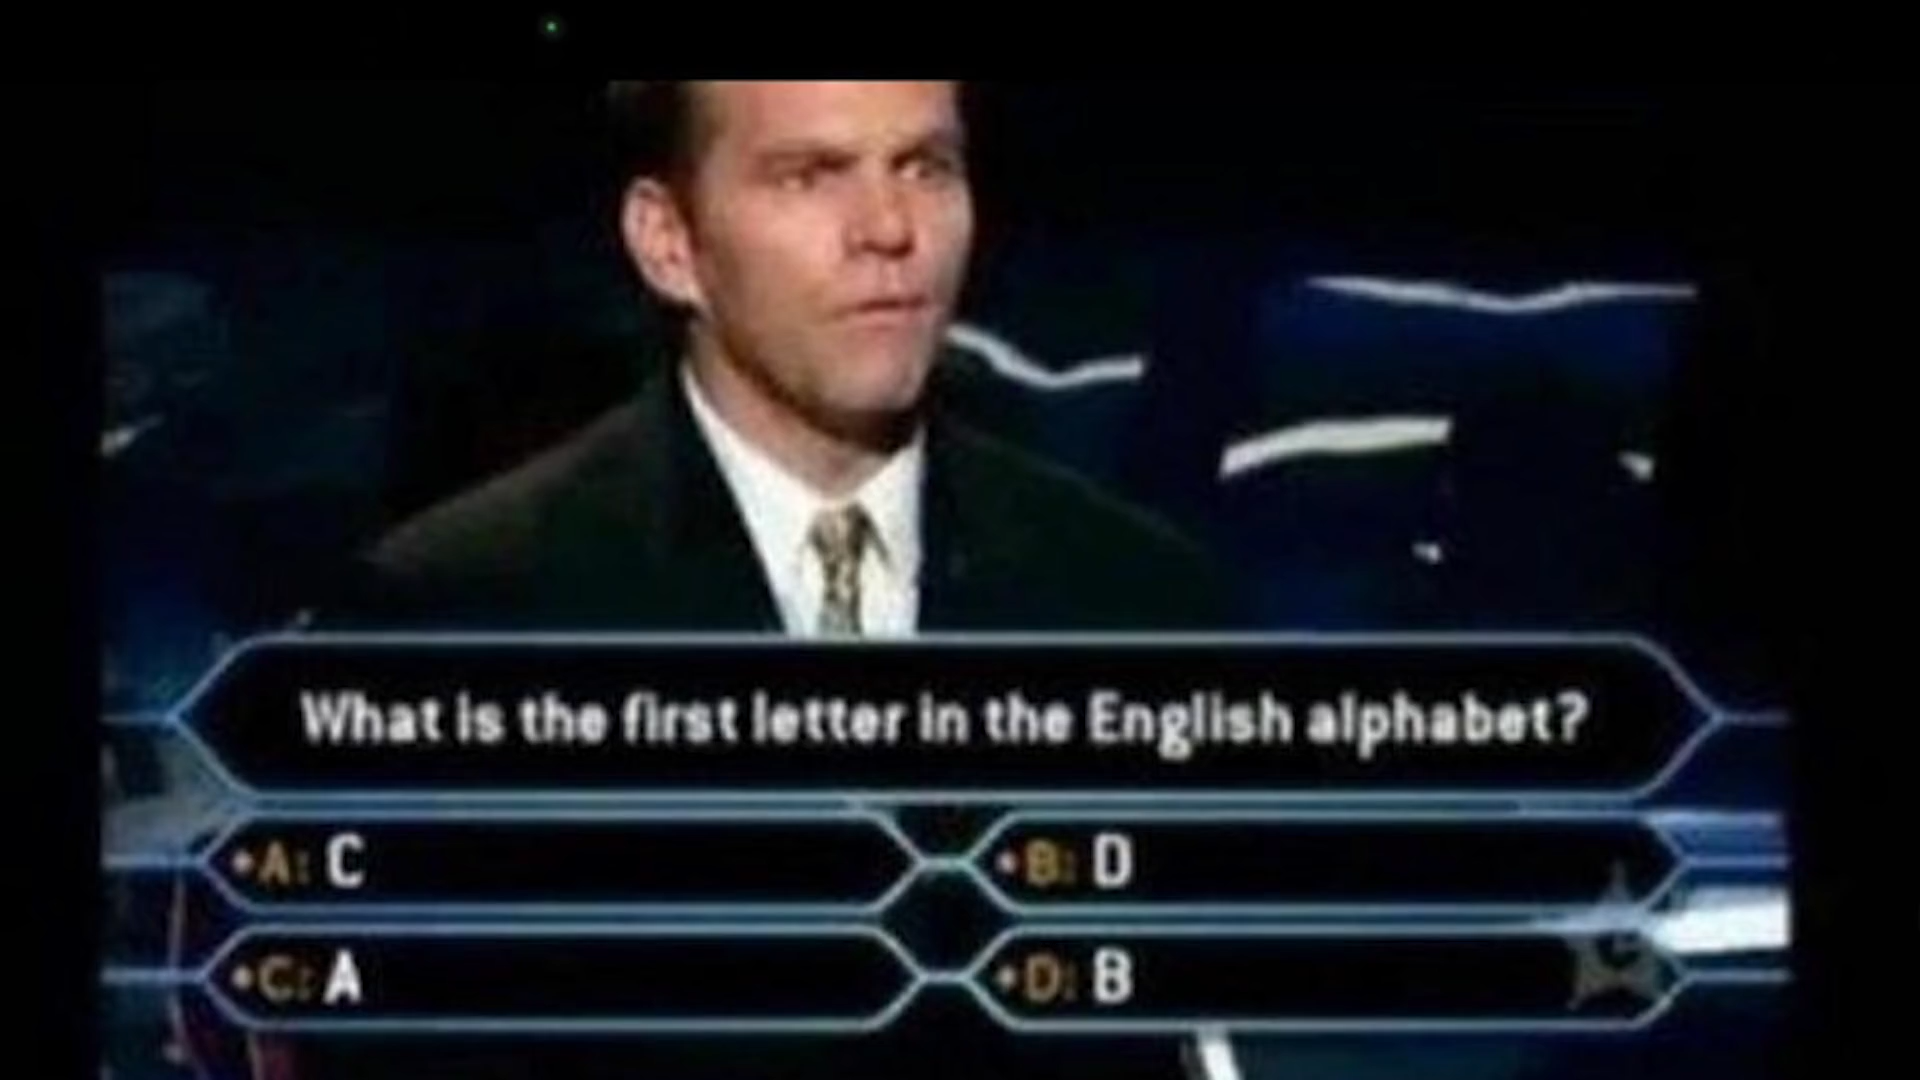 What is the first letter in the English alphabet?
•A: C
•B: D
•C: A
•D: B